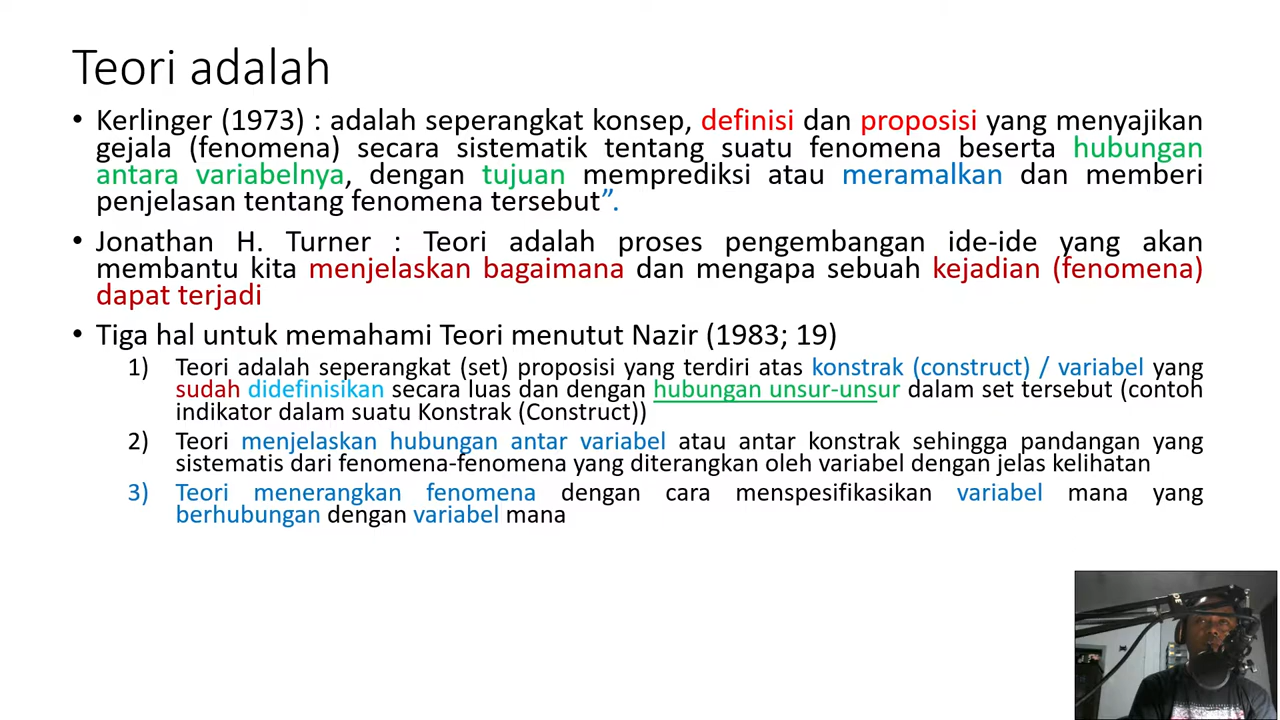 Teori adalah
• Kerlinger (1973) : adalah seperangkat konsep, definisi dan proposisi yang menyajikan
gejala (fenomena) secara sistematik tentang suatu fenomena beserta hubungan
antara variabelnya, dengan tujuan memprediksi atau meramalkan dan memberi
penjelasan tentang fenomena tersebut”.
• Jonathan H. Turner : Teori adalah proses pengembangan ide-ide yang akan
membantu kita menjelaskan bagaimana dan mengapa sebuah kejadian (fenomena)
dapat terjadi
• Tiga hal untuk memahami Teori menutut Nazir (1983; 19)
1) Teori adalah seperangkat (set) proposisi yang terdiri atas konstrak (construct) / variabel yang
sudah didefinisikan secara luas dan dengan hubungan unsur-unsur dalam set tersebut (contoh
indikator dalam suatu Konstrak (Construct))
2) Teori menjelaskan hubungan antar variabel atau antar konstrak sehingga pandangan yang
sistematis dari fenomena-fenomena yang diterangkan oleh variabel dengan jelas kelihatan
3) Teori menerangkan fenomena dengan cara menspesifikasikan variabel mana yang
berhubungan dengan variabel mana